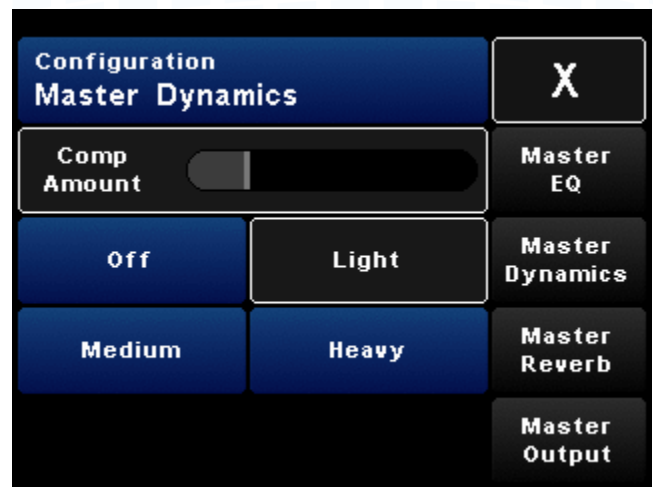 Configuration
Master Dynamics
X
Comp
Amount
Master
EQ
Off
Light
Master
Dynamics
Medium
Heavy
Master
Reverb
Master
Output